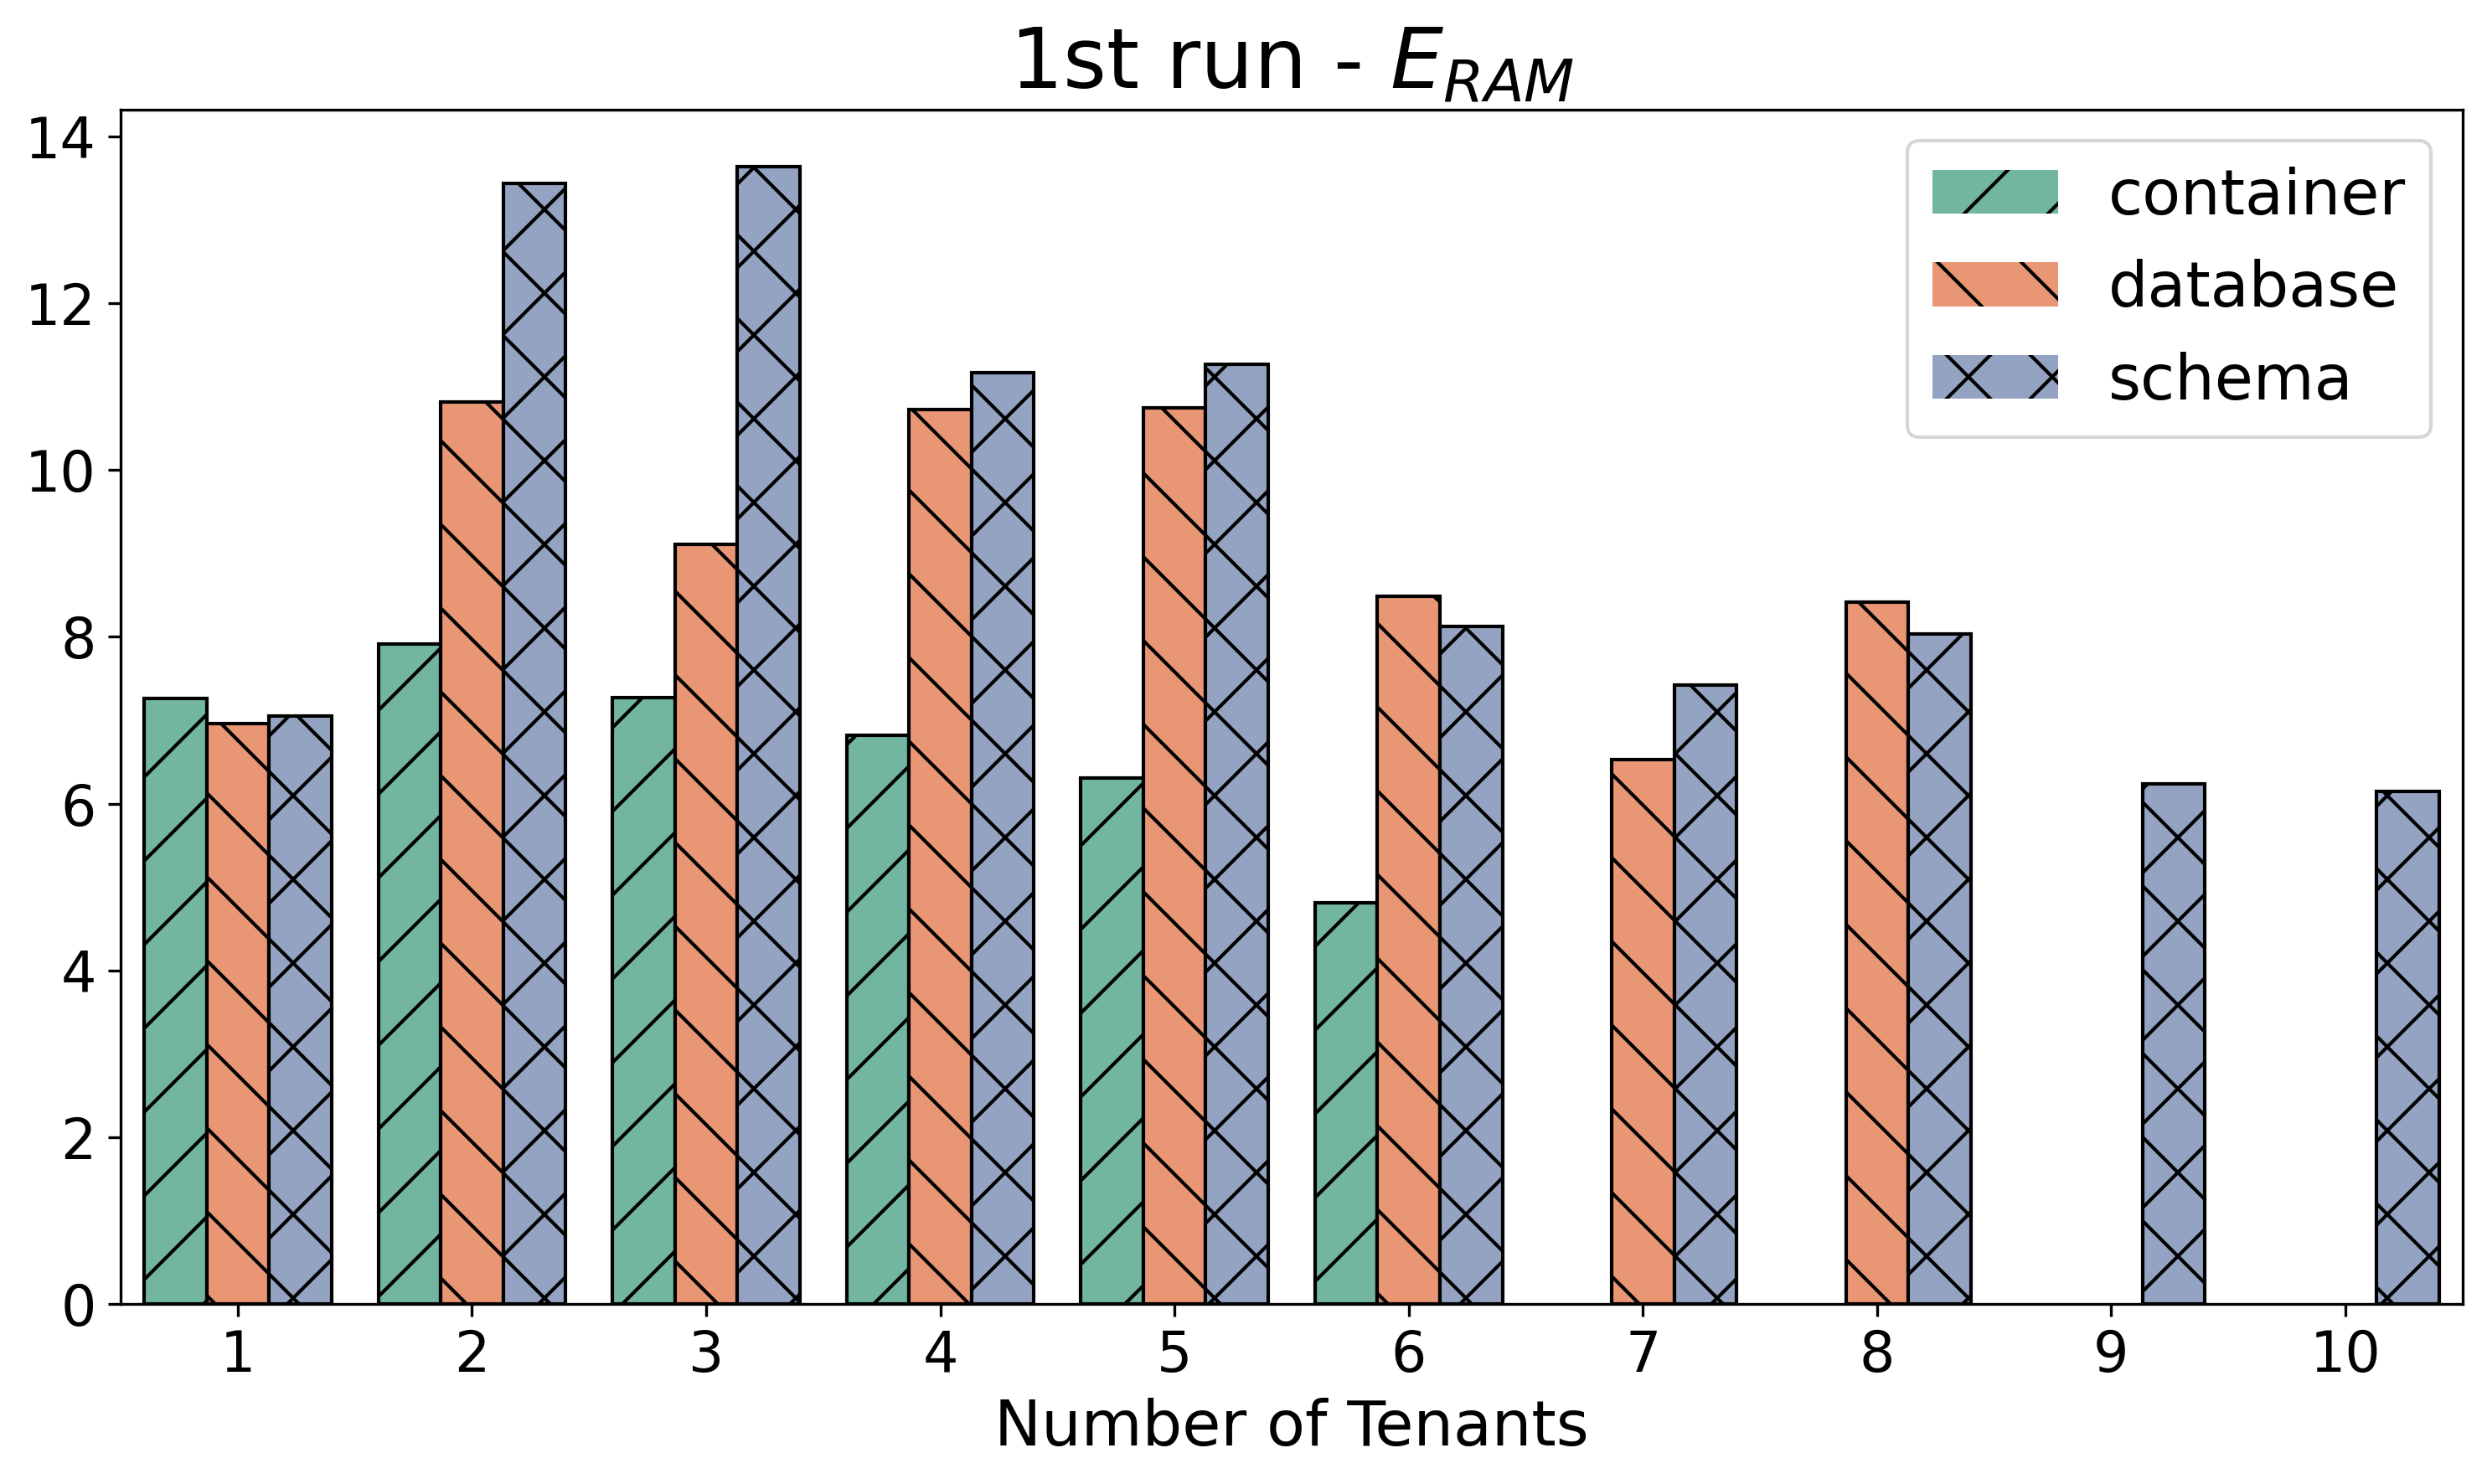 1st run - E_RAM
14
12
10
8
6
4
2
0
container
database
schema
1 2 3 4 5 6 7 8 9 10
Number of Tenants